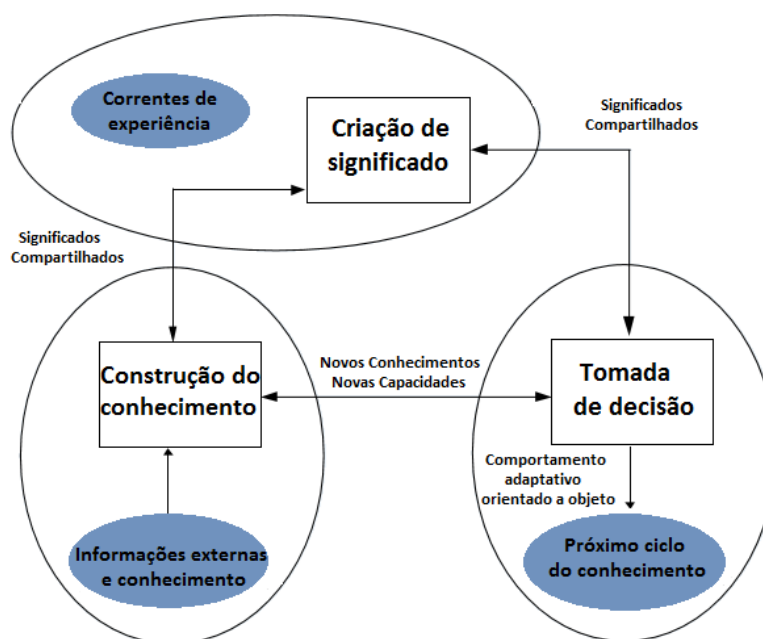 Correntes de
experiência
Criação de
significado
Significados
Compartilhados
Significados
Compartilhados
Construção do
conhecimento
Novos Conhecimentos
Novas Capacidades
Tomada
de decisão
Comportamento
adaptativo
orientado a objeto
Informações externas
e conhecimento
Próximo ciclo
do conhecimento